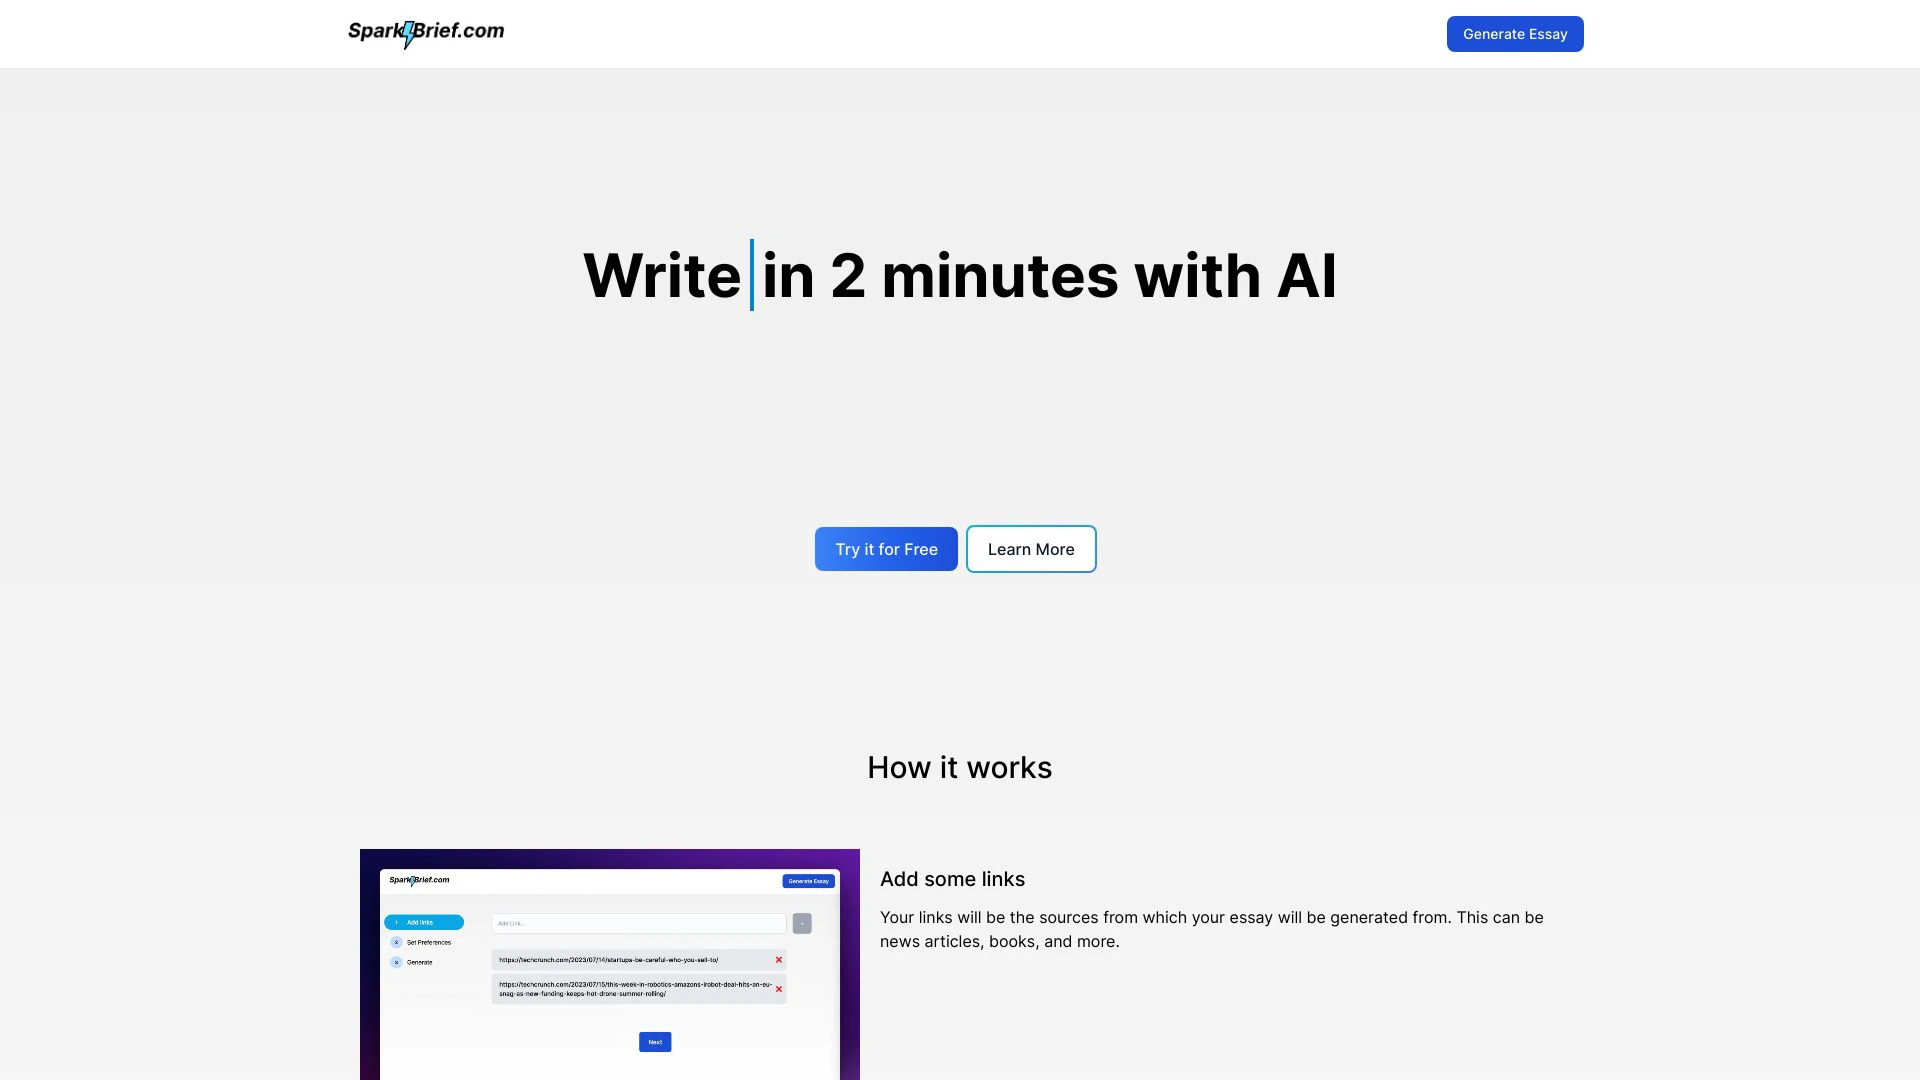 Spark Brief.com
Generate Essay
Write in 2 minutes with AI
Try it for Free
Learn More
How it works
Spark Brief.com
Generate Essay
1 Add links
Add Link...
+
2 Set Preferences
https://techcrunch.com/2023/07/14/startups-be-careful-who-you-sell-to/
3 Generate
https://techcrunch.com/2023/07/15/this-week-in-robotics-amazons-irobot-deal-hits-an-eu-
snag-as-new-funding-keeps-hot-drone-summer-rolling/
Next
Add some links
Your links will be the sources from which your essay will be generated from. This can be
news articles, books, and more.